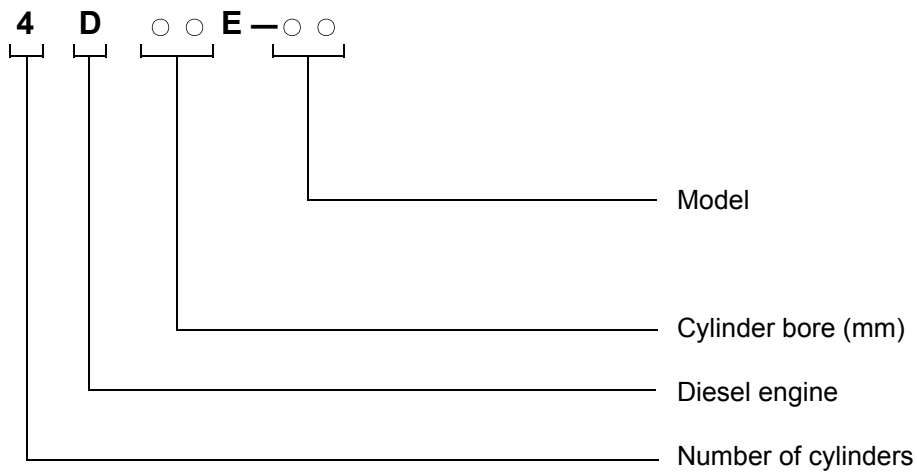 4 D ○ ○ E – ○ ○
Model
Cylinder bore (mm)
Diesel engine
Number of cylinders